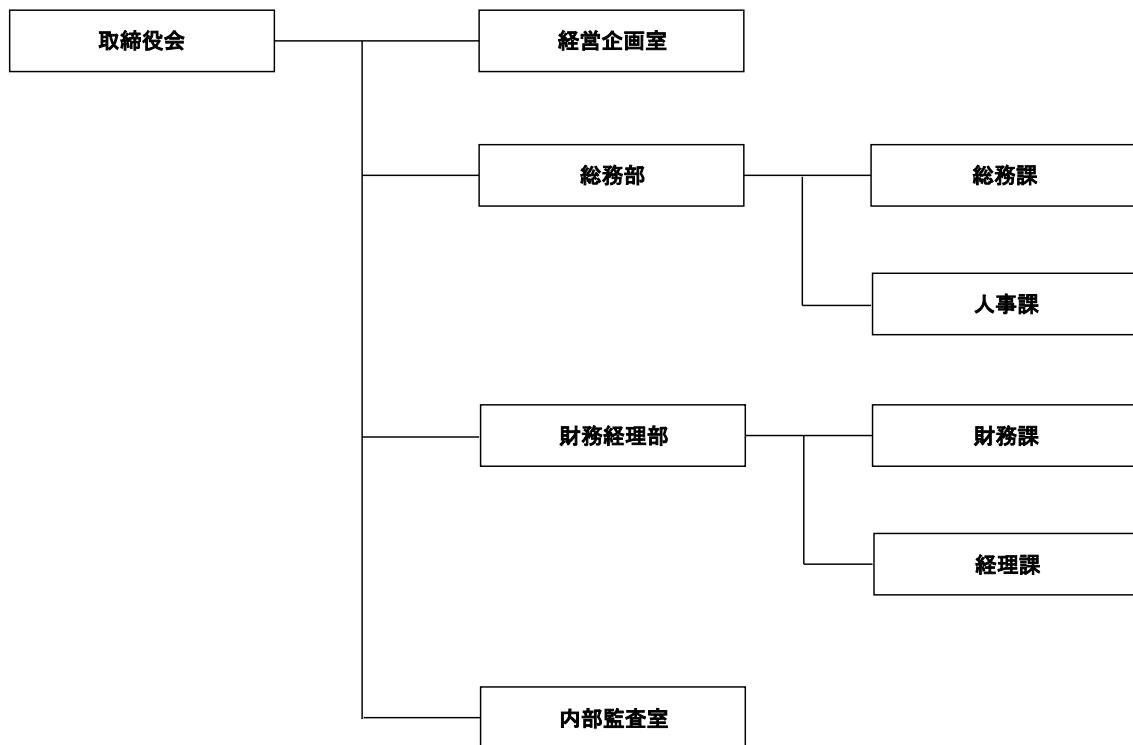 取締役会
経営企画室
総務部
総務課
人事課
財務経理部
財務課
経理課
内部監査室